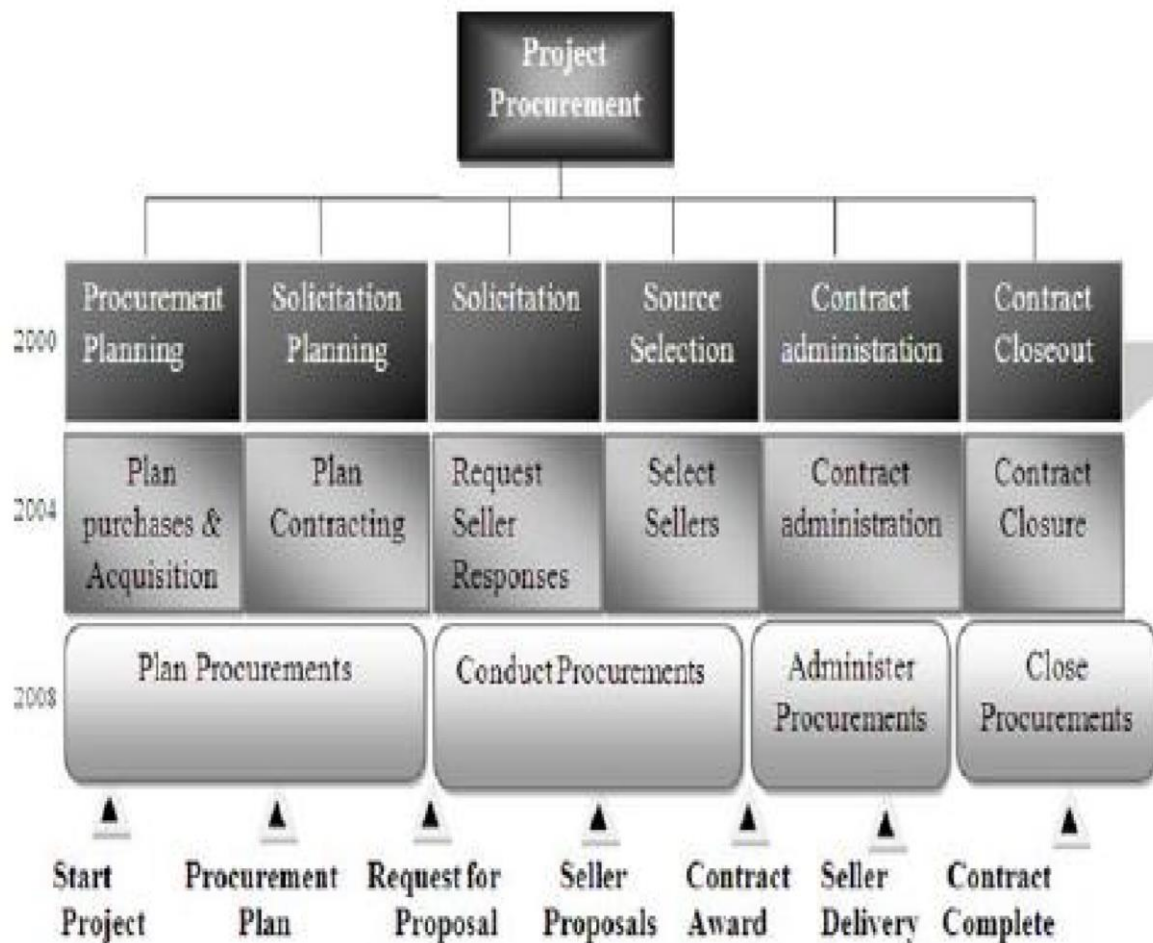 Project
Procurement
2000
Procurement
Planning
Solicitation
Planning
Solicitation
Source
Selection
Contract
administration
Contract
Closeout
2004
Plan
purchases &
Acquisition
Plan
Contracting
Request
Seller
Responses
Select
Sellers
Contract
administration
Contract
Closure
2008
Plan Procurements
Conduct Procurements
Administer
Procurements
Close
Procurements
Start
Project
Procurement
Plan
Request for
Proposal
Seller
Proposals
Contract
Award
Seller
Delivery
Contract
Complete